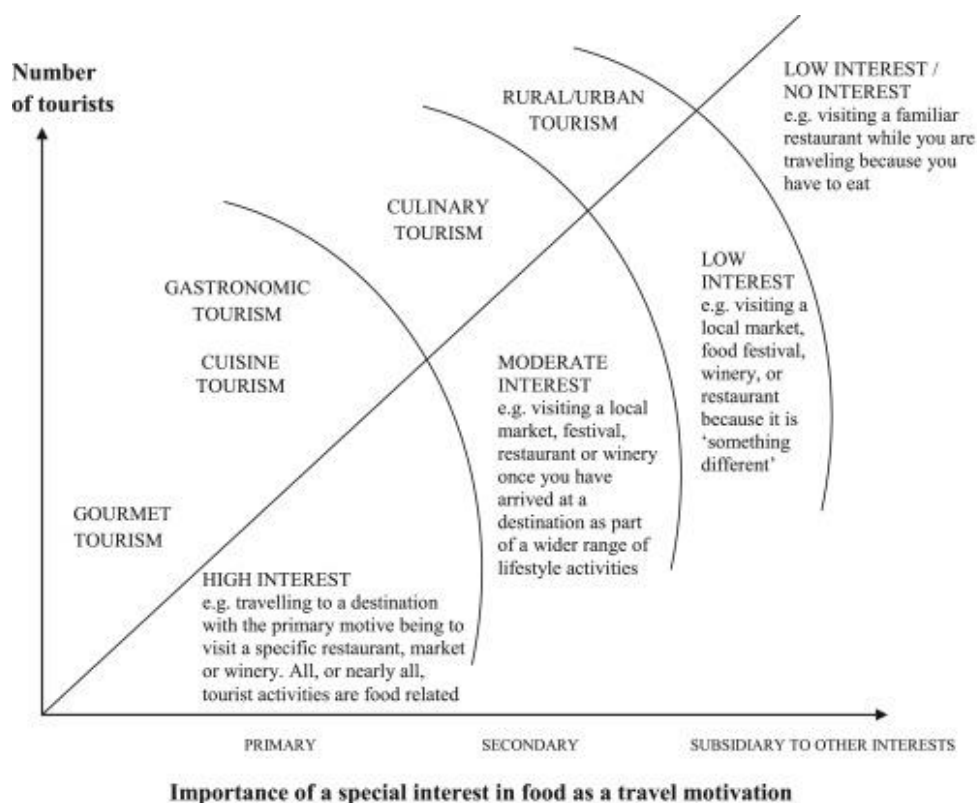 Number
of tourists
RURAL/URBAN
TOURISM
LOW INTEREST /
NO INTEREST
e.g. visiting a familiar
restaurant while you are
traveling because you
have to eat
CULINARY
TOURISM
GASTRONOMIC
TOURISM
CUISINE
TOURISM
LOW
INTEREST
e.g. visiting a
local market,
food festival,
winery, or
restaurant
because it is
‘something
different’
MODERATE
INTEREST
e.g. visiting a local
market, festival,
restaurant or winery
once you have
arrived at a
destination as part
of a wider range of
lifestyle activities
GOURMET
TOURISM
HIGH INTEREST
e.g. travelling to a destination
with the primary motive being to
visit a specific restaurant, market
or winery. All, or nearly all,
tourist activities are food related
PRIMARY
SECONDARY
SUBSIDIARY TO OTHER INTERESTS
Importance of a special interest in food as a travel motivation